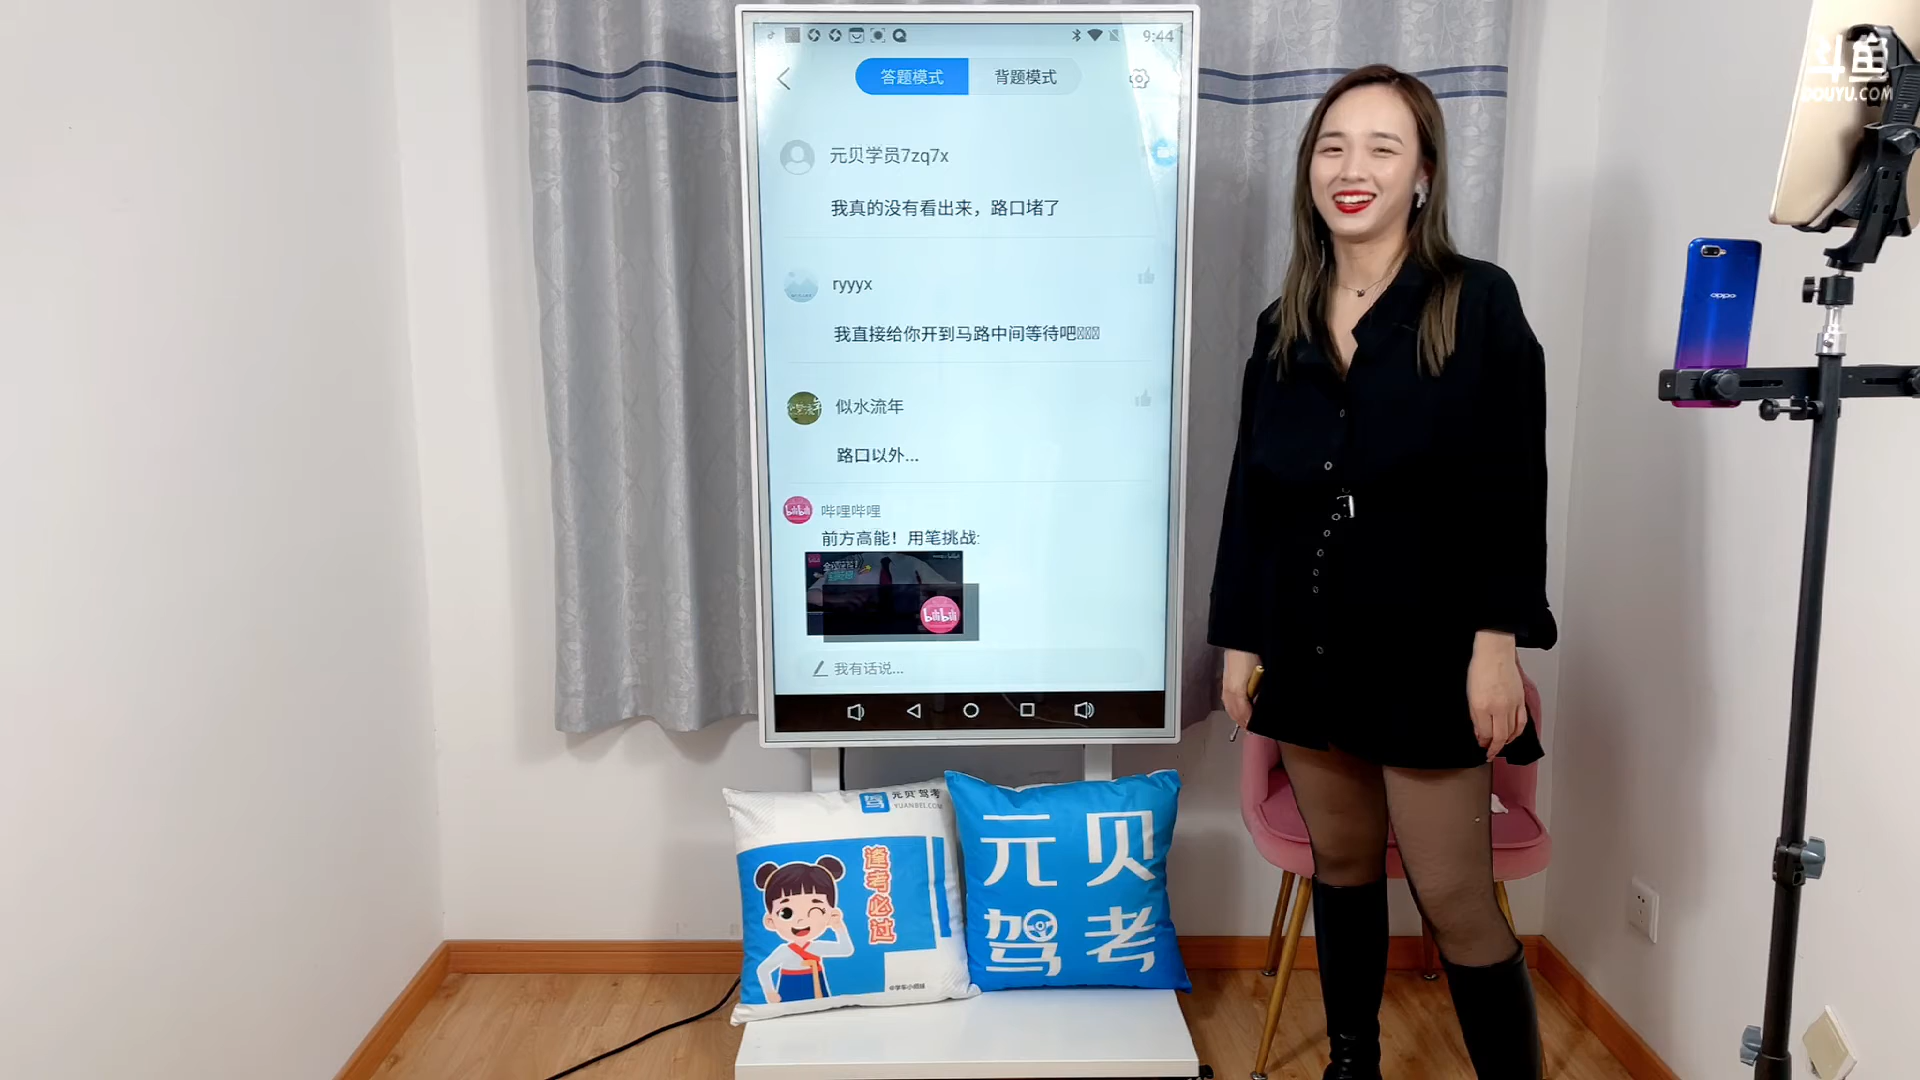 9:44
答题模式
背题模式
元贝学员7zq7x
我真的没有看出来，路口堵了
ryyyx
我直接给你开到马路中间等待吧
似水流年
路口以外...
哔哩哔哩
前方高能！用笔挑战:
bilibili
我有话说...
斗鱼
DOUYU.COM
oppo
元贝驾考
YUANBEI.COM
逢考必过
元贝
驾考